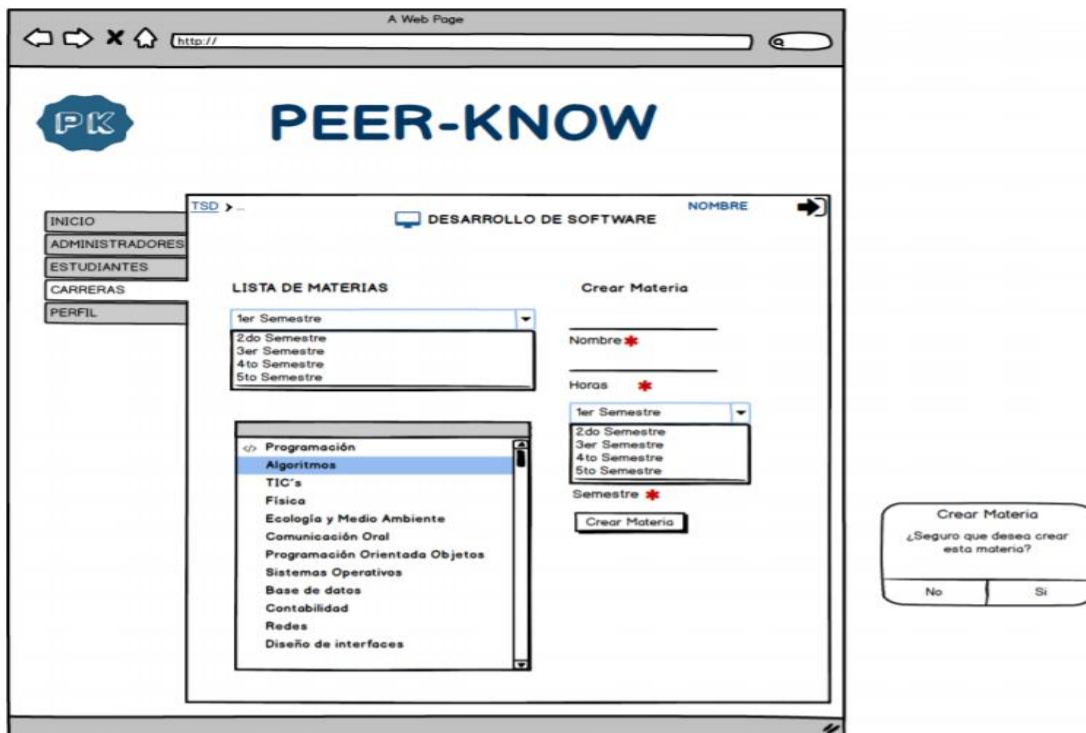 A Web Page
http://
PK
PEER-KNOW
INICIO
ADMINISTRADORES
ESTUDIANTES
CARRERAS
PERFIL
TSD > ...
NOMBRE
DESARROLLO DE SOFTWARE
LISTA DE MATERIAS
1er Semestre
2do Semestre
3er Semestre
4to Semestre
5to Semestre
</> Programación
Algoritmos
TIC's
Física
Ecología y Medio Ambiente
Comunicación Oral
Programación Orientada Objetos
Sistemas Operativos
Base de datos
Contabilidad
Redes
Diseño de interfaces
Crear Materia
Nombre *
Horas *
1er Semestre
2do Semestre
3er Semestre
4to Semestre
5to Semestre
Semestre *
Crear Materia
Crear Materia
¿Seguro que desea crear
esta materia?
No
Si